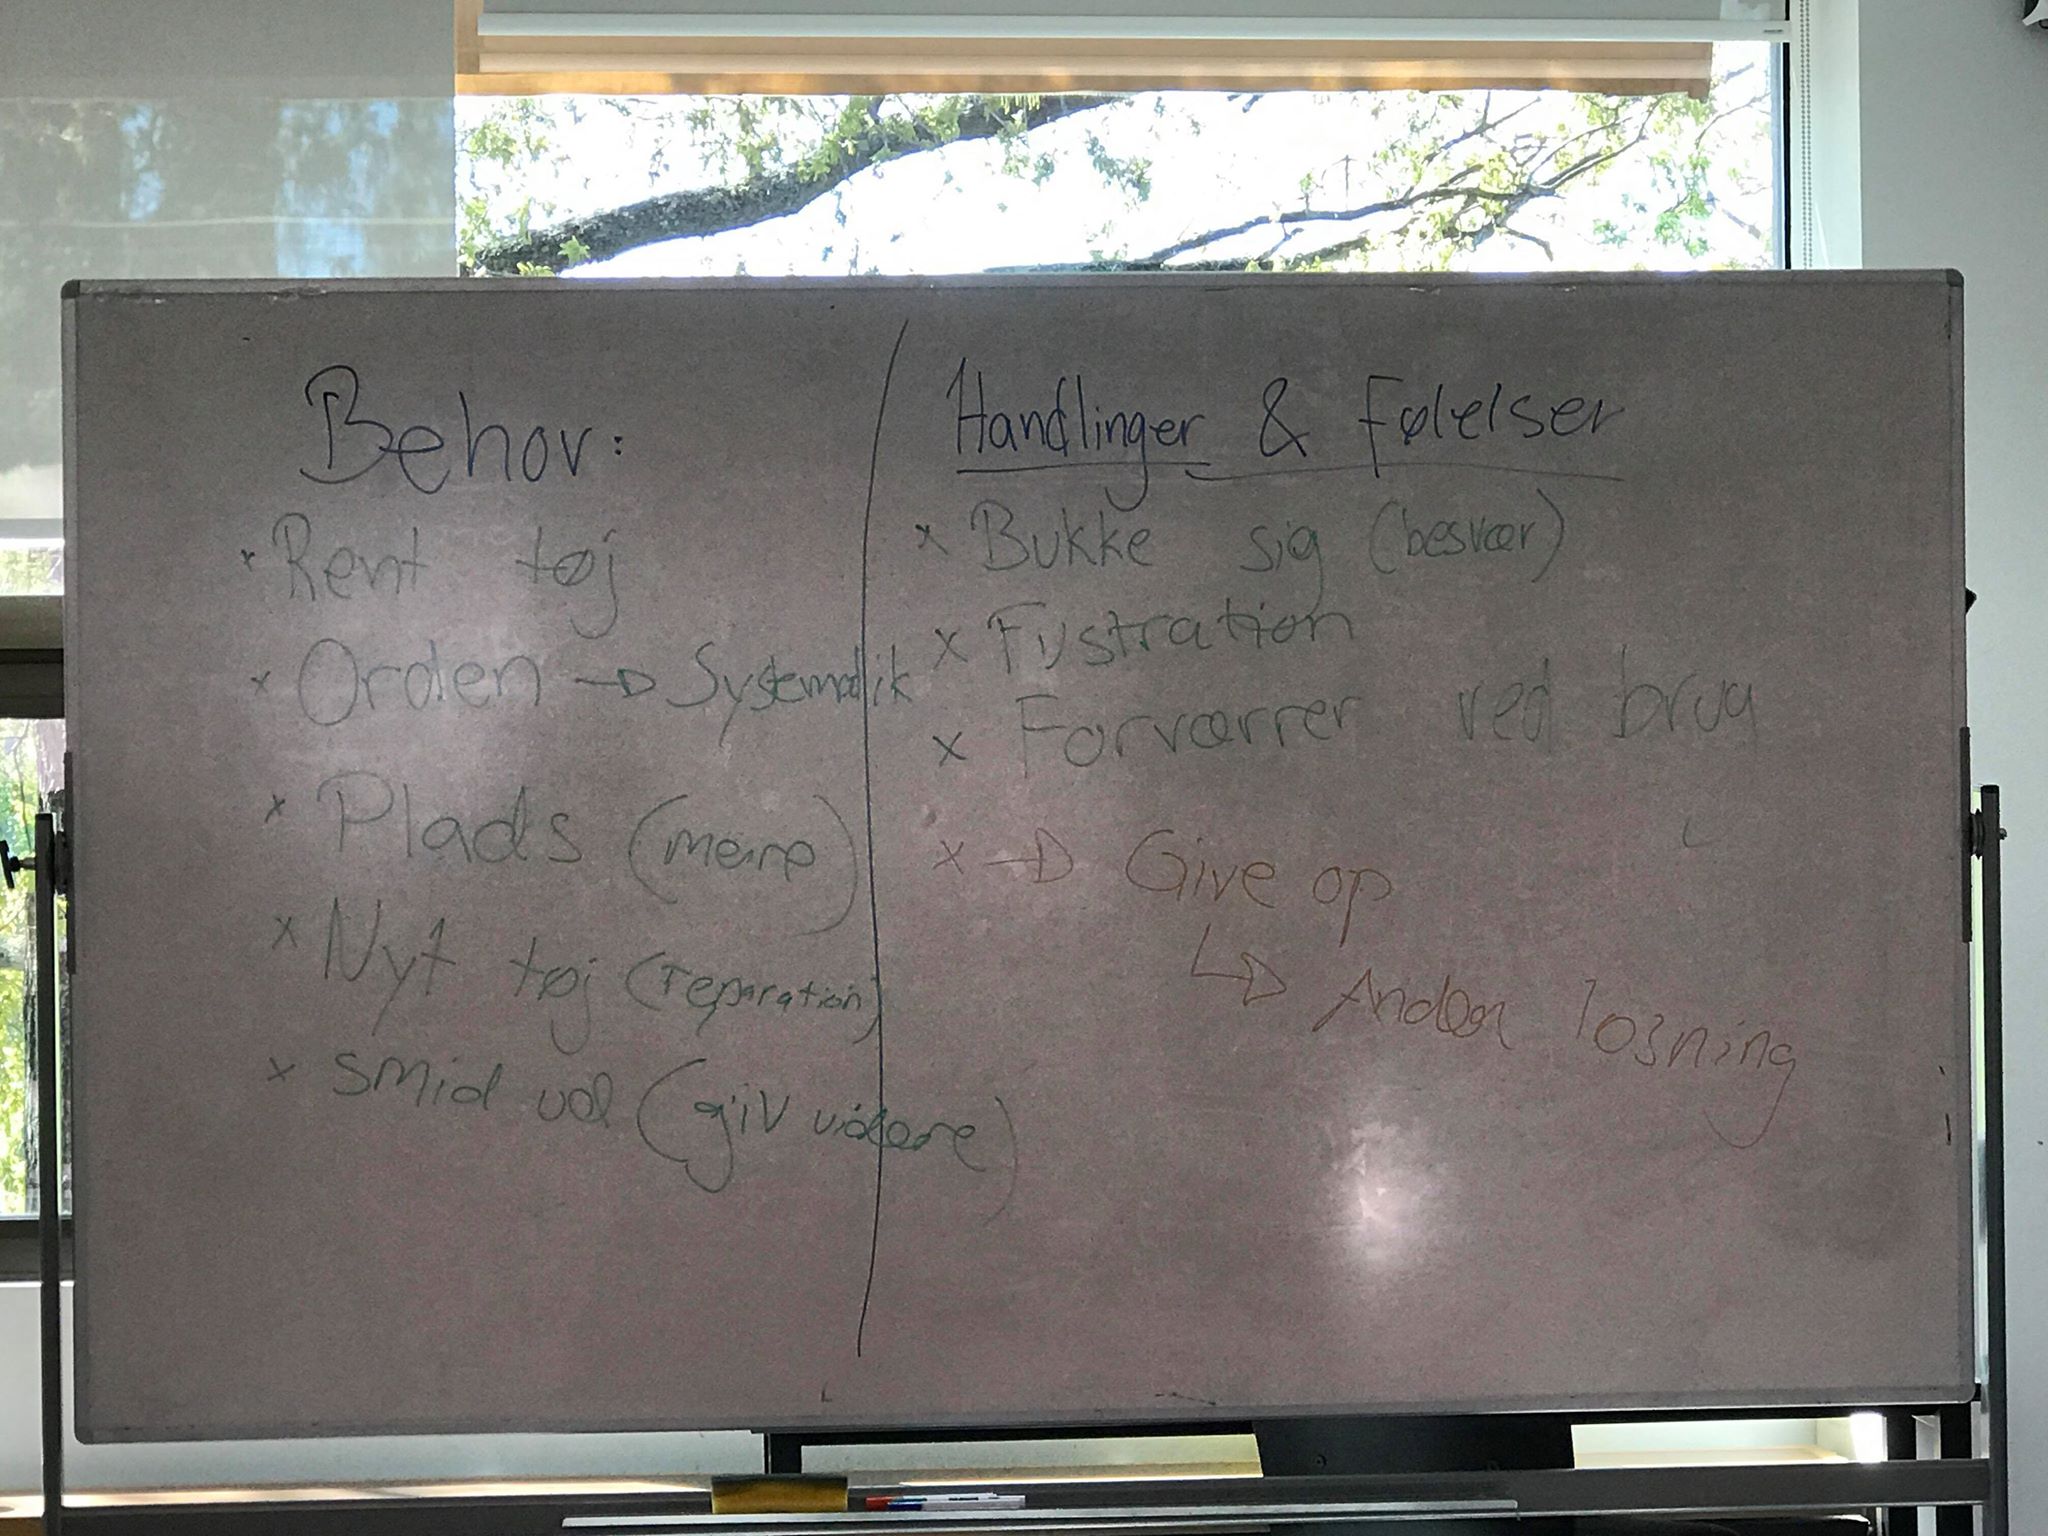 Behov:
× Rent tøj
× Orden → Systematik
× Plads (mere)
× Nyt tøj (reparation)
× smid ud (giv videre)
Handlinger & Følelser
× Bukke sig (besvær)
× Frustration
× Forværrer ved brug
× → Give op
↳ Anden løsning